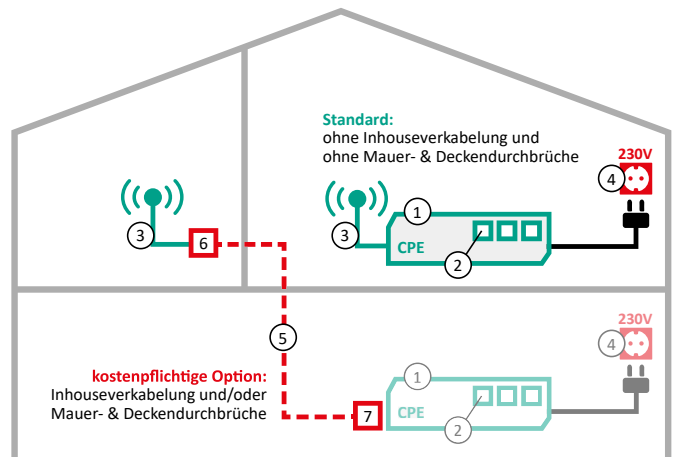 Standard:
ohne Inhouseverkabelung und
ohne Mauer- & Deckendurchbrüche
230V
4
3
6
3
1
CPE
2
5
230V
4
kostenpflichtige Option:
Inhouseverkabelung und/oder
Mauer- & Deckendurchbrüche
7
1
CPE
2